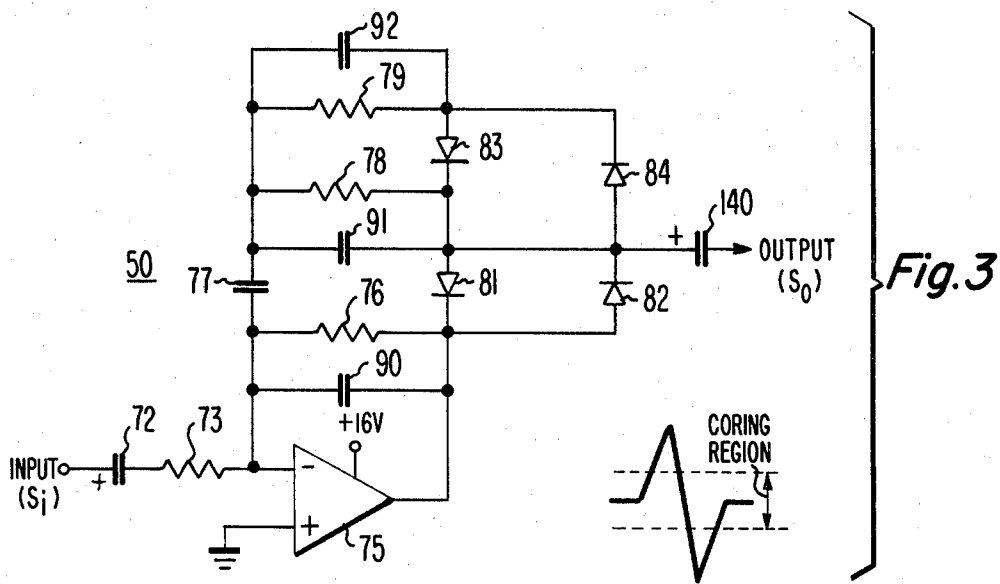 92
79
83
78
84
91
140
50
+
OUTPUT
(S₀)
77
81
76
82
Fig. 3
90
+16V
72
73
CORING
REGION
INPUT
(Si)
+
−
+
75